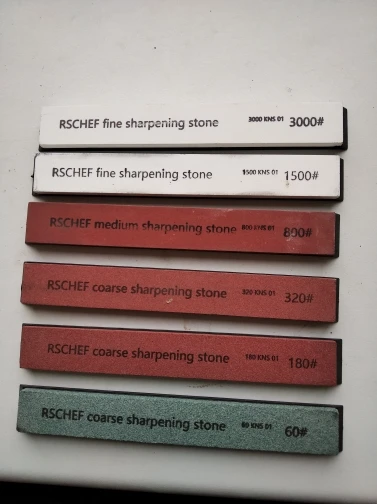 RSCHEF fine sharpening stone 3000 KNS 01 3000#
RSCHEF fine sharpening stone 1500 KNS 01 1500#
RSCHEF medium sharpening stone 800 KNS 01 800#
RSCHEF coarse sharpening stone 320 KNS 01 320#
RSCHEF coarse sharpening stone 180 KNS 01 180#
RSCHEF coarse sharpening stone 60 KNS 01 60#